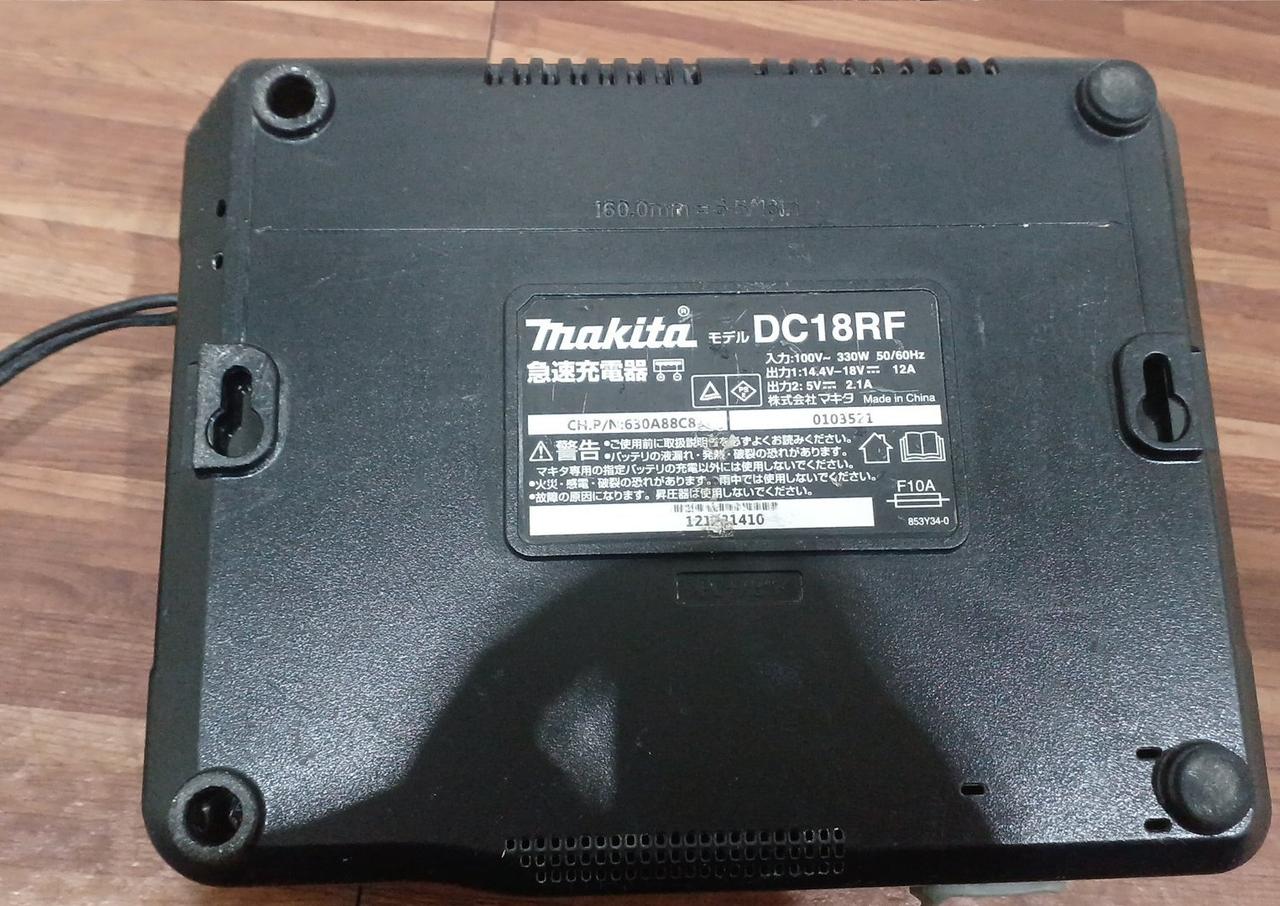 160.0mm =
makita®
モデル DC18RF
急速充電器
入力:100V~ 330W 50/60Hz
出力1:14.4V-18V⎓ 12A
出力2: 5V⎓ 2.1A
株式会社マキタ Made in China
PS
E
CH.P/N:630A88C8
0103521
警告
•ご使用前に取扱説明書を必ずよくお読みください。
•バッテリの液漏れ・発熱・破裂の恐れがあります。
マキタ専用の指定バッテリの充電以外には使用しないでください。
•火災・感電・破裂の恐れがあります。雨中では使用しないでください。
•故障の原因になります。昇圧器は使用しないでください。
F10A
853Y34-0